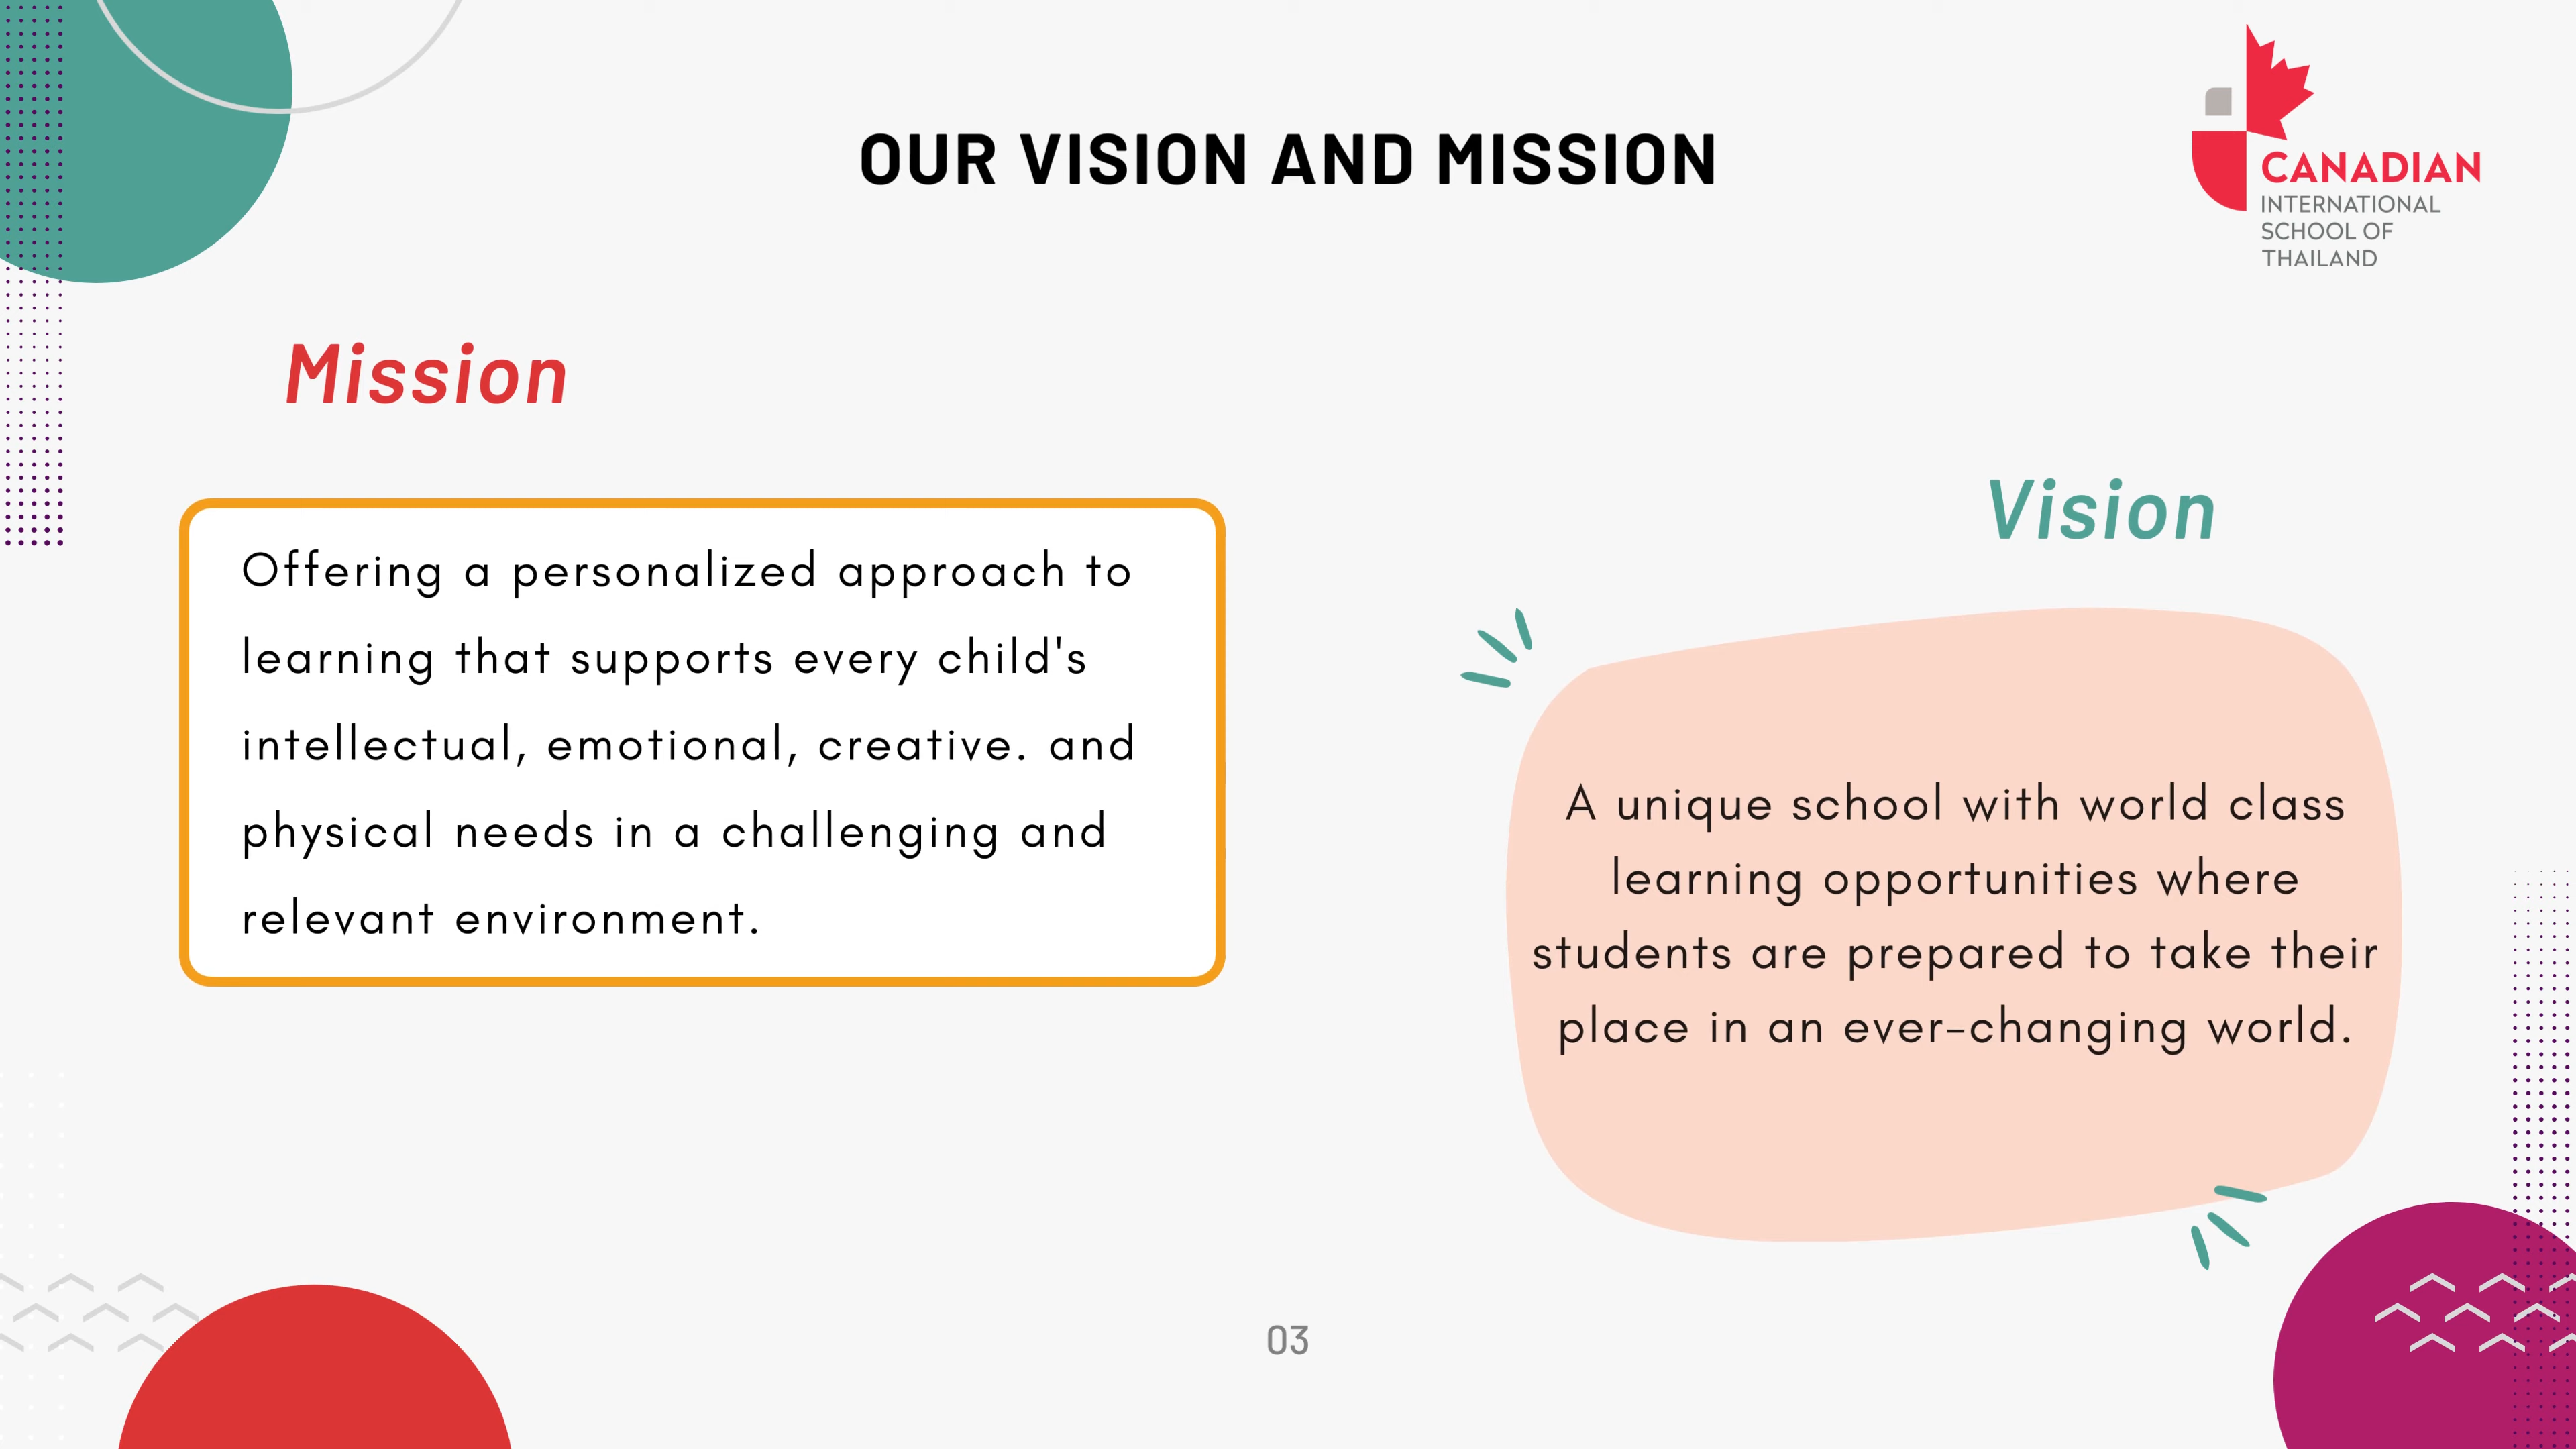 OUR VISION AND MISSION
CANADIAN
INTERNATIONAL
SCHOOL OF
THAILAND
Mission
Offering a personalized approach to
learning that supports every child's
intellectual, emotional, creative. and
physical needs in a challenging and
relevant environment.
Vision
A unique school with world class
learning opportunities where
students are prepared to take their
place in an ever-changing world.
03